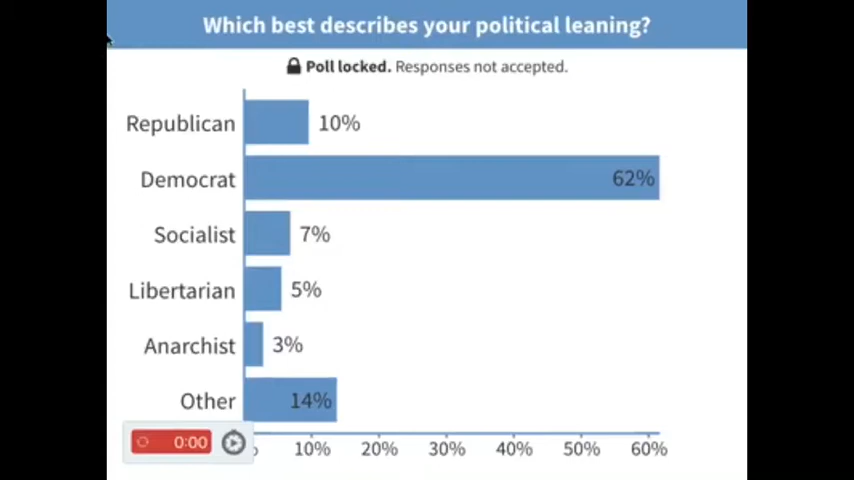 Which best describes your political leaning?
Poll locked. Responses not accepted.
Republican 10%
Democrat 62%
Socialist 7%
Libertarian 5%
Anarchist 3%
Other 14%
0:00
% 10% 20% 30% 40% 50% 60%